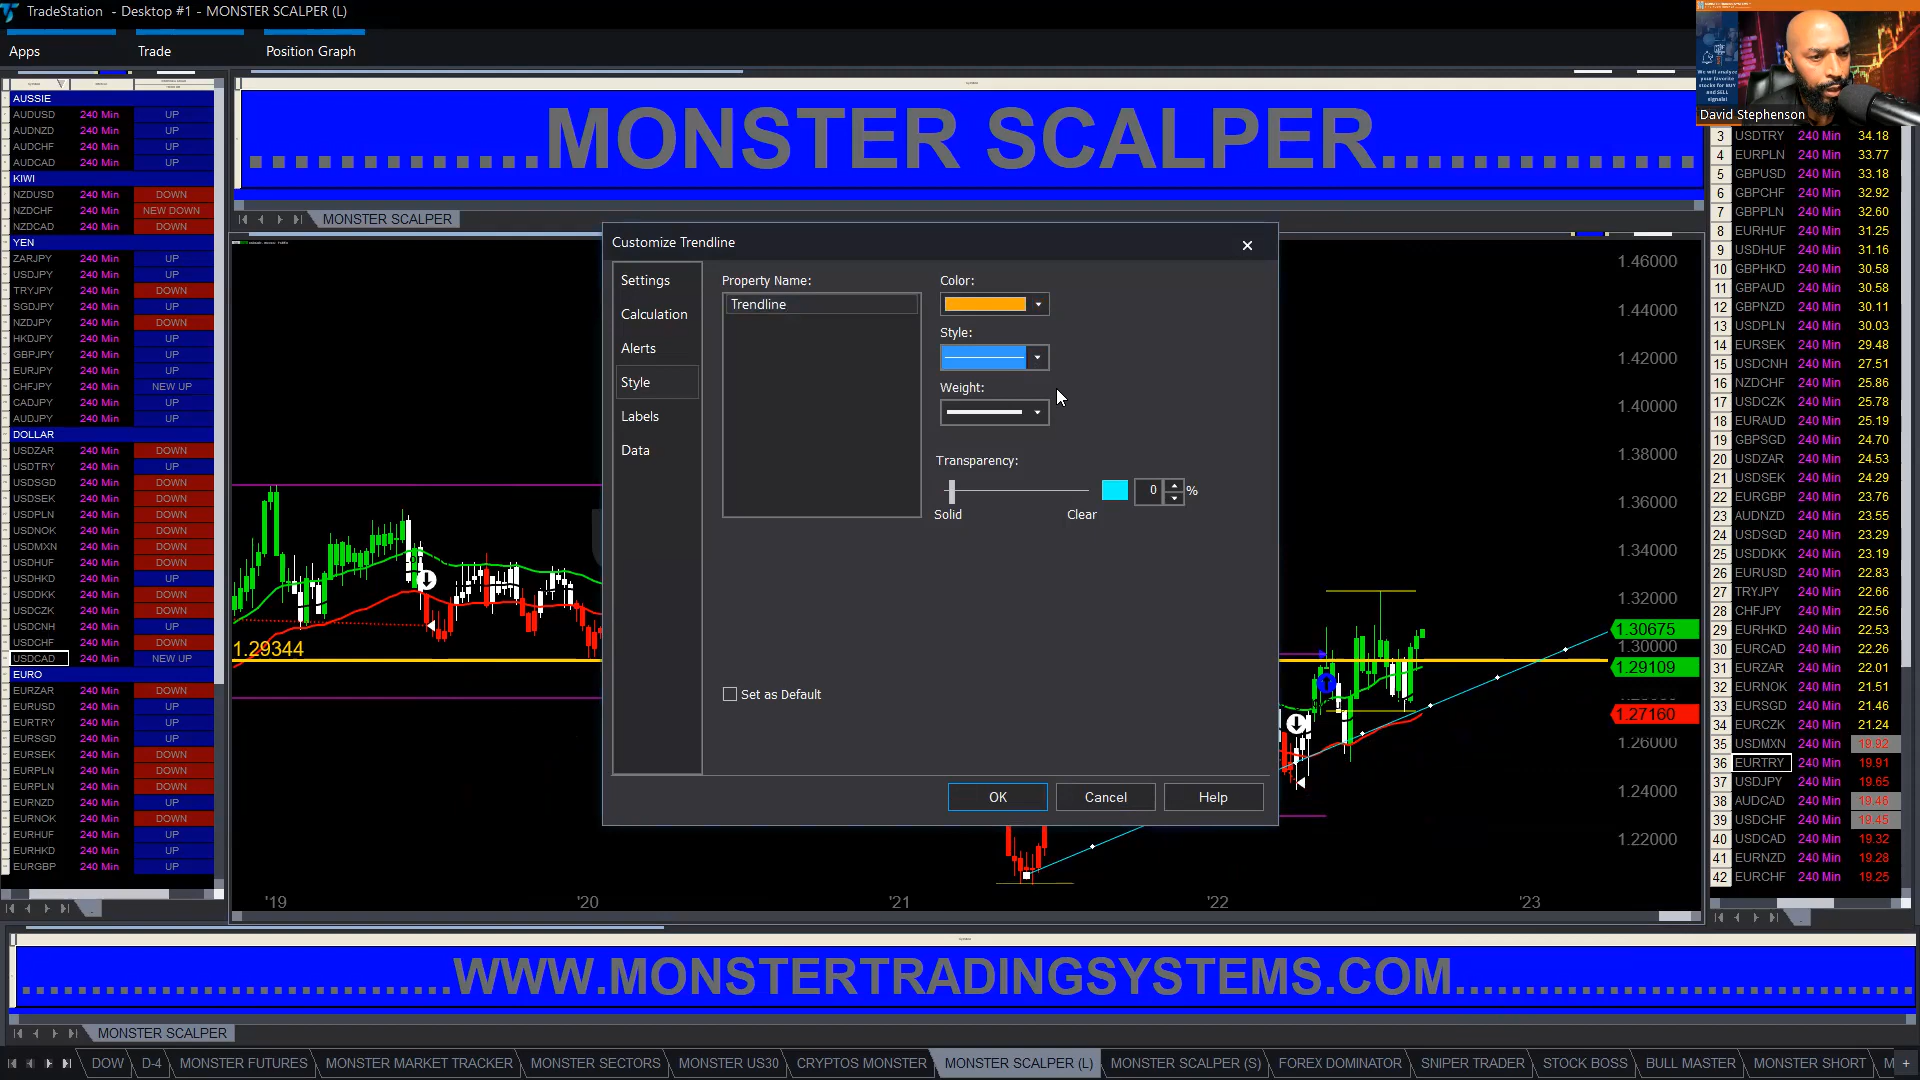 TradeStation - Desktop #1 - MONSTER SCALPER (L)
Apps
Trade
Position Graph
AUSSIE
AUDUSD 240 Min UP
AUDNZD 240 Min UP
AUDCHF 240 Min UP
AUDCAD 240 Min UP
KIWI
NZDUSD 240 Min DOWN
NZDCHF 240 Min NEW DOWN
NZDCAD 240 Min DOWN
YEN
ZARJPY 240 Min UP
USDJPY 240 Min UP
TRYJPY 240 Min DOWN
SGDJPY 240 Min UP
NZDJPY 240 Min DOWN
HKDJPY 240 Min UP
GBPJPY 240 Min UP
EURJPY 240 Min UP
CHFJPY 240 Min NEW UP
CADJPY 240 Min UP
AUDJPY 240 Min UP
DOLLAR
USDZAR 240 Min DOWN
USDTRY 240 Min UP
USDSGD 240 Min DOWN
USDSEK 240 Min DOWN
USDPLN 240 Min DOWN
USDNOK 240 Min DOWN
USDMXN 240 Min DOWN
USDHUF 240 Min DOWN
USDHKD 240 Min UP
USDDKK 240 Min DOWN
USDCZK 240 Min DOWN
USDCNH 240 Min UP
USDCHF 240 Min DOWN
USDCAD 240 Min NEW UP
EURO
EURZAR 240 Min DOWN
EURUSD 240 Min UP
EURTRY 240 Min UP
EURSGD 240 Min UP
EURSEK 240 Min DOWN
EURPLN 240 Min DOWN
EURPLN 240 Min DOWN
EURNZD 240 Min UP
EURNOK 240 Min DOWN
EURHUF 240 Min UP
EURHKD 240 Min UP
EURGBP 240 Min UP
..............MONSTER SCALPER...............
MONSTER SCALPER
Customize Trendline
Settings
Calculation
Alerts
Style
Labels
Data
Property Name:
Trendline
Color:
Style:
Weight:
Transparency:
0 %
Solid
Clear
Set as Default
OK
Cancel
Help
1.29344
1.46000
1.44000
1.42000
1.40000
1.38000
1.36000
1.34000
1.32000
1.30675
1.30000
1.29109
1.27160
1.26000
1.24000
1.22000
'19
'20
'21
'22
'23
We will analyze
your favorite
stocks for BUY
and SELL
signals!
David Stephenson
3 USDTRY 240 Min 34.18
4 EURPLN 240 Min 33.77
5 GBPUSD 240 Min 33.18
6 GBPCHF 240 Min 32.92
7 GBPPLN 240 Min 32.60
8 EURHUF 240 Min 31.25
9 USDHUF 240 Min 31.16
10 GBPHKD 240 Min 30.58
11 GBPAUD 240 Min 30.58
12 GBPNZD 240 Min 30.11
13 USDPLN 240 Min 30.03
14 EURSEK 240 Min 29.48
15 USDCNH 240 Min 27.51
16 NZDCHF 240 Min 25.86
17 USDCZK 240 Min 25.78
18 EURAUD 240 Min 25.19
19 GBPSGD 240 Min 24.70
20 USDZAR 240 Min 24.53
21 USDSEK 240 Min 24.29
22 EURGBP 240 Min 23.76
23 AUDNZD 240 Min 23.55
24 USDSGD 240 Min 23.29
25 USDDKK 240 Min 23.19
26 EURUSD 240 Min 22.83
27 TRYJPY 240 Min 22.66
28 CHFJPY 240 Min 22.56
29 EURHKD 240 Min 22.53
30 EURCAD 240 Min 22.26
31 EURZAR 240 Min 22.01
32 EURNOK 240 Min 21.51
33 EURSGD 240 Min 21.46
34 EURCZK 240 Min 21.24
35 USDMXN 240 Min 19.92
36 EURTRY 240 Min 19.91
37 USDJPY 240 Min 19.65
38 AUDCAD 240 Min 19.46
39 USDCHF 240 Min 19.45
40 USDCAD 240 Min 19.32
41 EURNZD 240 Min 19.28
42 EURCHF 240 Min 19.25
..............................WWW.MONSTERTRADINGSYSTEMS.COM................................
MONSTER SCALPER
DOW
D-4
MONSTER FUTURES
MONSTER MARKET TRACKER
MONSTER SECTORS
MONSTER US30
CRYPTOS MONSTER
MONSTER SCALPER (L)
MONSTER SCALPER (S)
FOREX DOMINATOR
SNIPER TRADER
STOCK BOSS
BULL MASTER
MONSTER SHORT